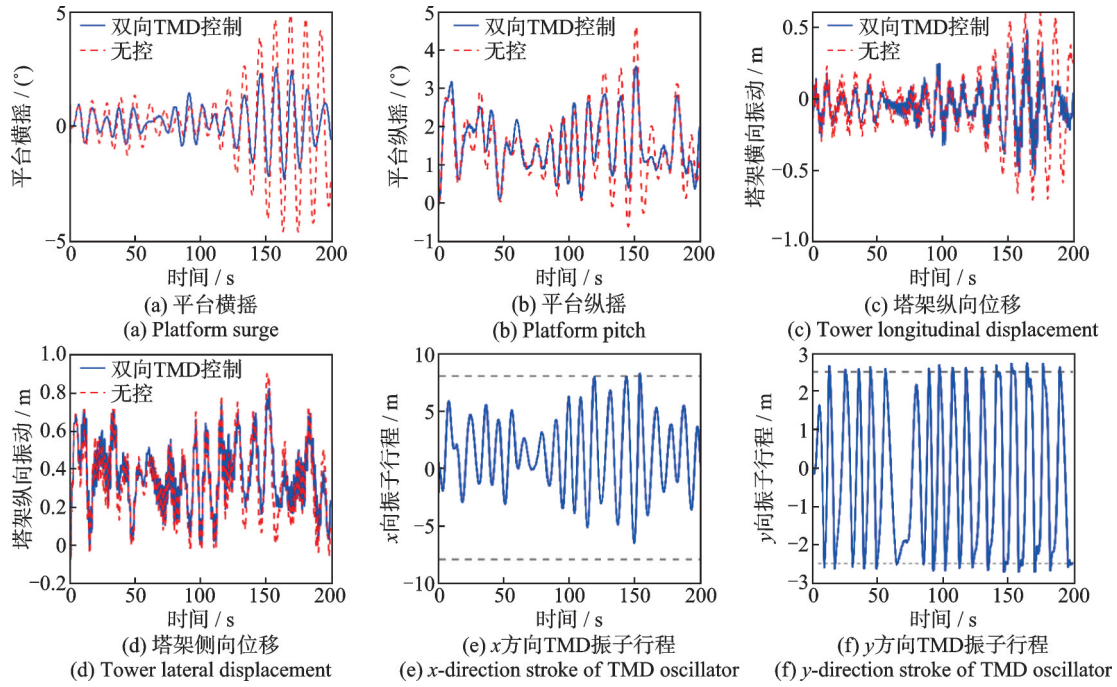 双向TMD控制
无控
平台横摇 / (°)
5
0
−5
0 50 100 150 200
时间 / s
(a) 平台横摇
(a) Platform surge
双向TMD控制
无控
平台纵摇 / (°)
5
4
3
2
1
0
−1
0 50 100 150 200
时间 / s
(b) 平台纵摇
(b) Platform pitch
双向TMD控制
无控
塔架横向振动 / m
0.5
0
−0.5
−1.0
0 50 100 150 200
时间 / s
(c) 塔架纵向位移
(c) Tower longitudinal displacement
双向TMD控制
无控
塔架纵向振动 / m
1.0
0.8
0.6
0.4
0.2
0
−0.2
0 50 100 150 200
时间 / s
(d) 塔架侧向位移
(d) Tower lateral displacement
x向振子行程 / m
10
5
0
−5
−10
0 50 100 150 200
时间 / s
(e) x方向TMD振子行程
(e) x-direction stroke of TMD oscillator
y向振子行程 / m
3
2
1
0
−1
−2
−3
0 50 100 150 200
时间 / s
(f) y方向TMD振子行程
(f) y-direction stroke of TMD oscillator